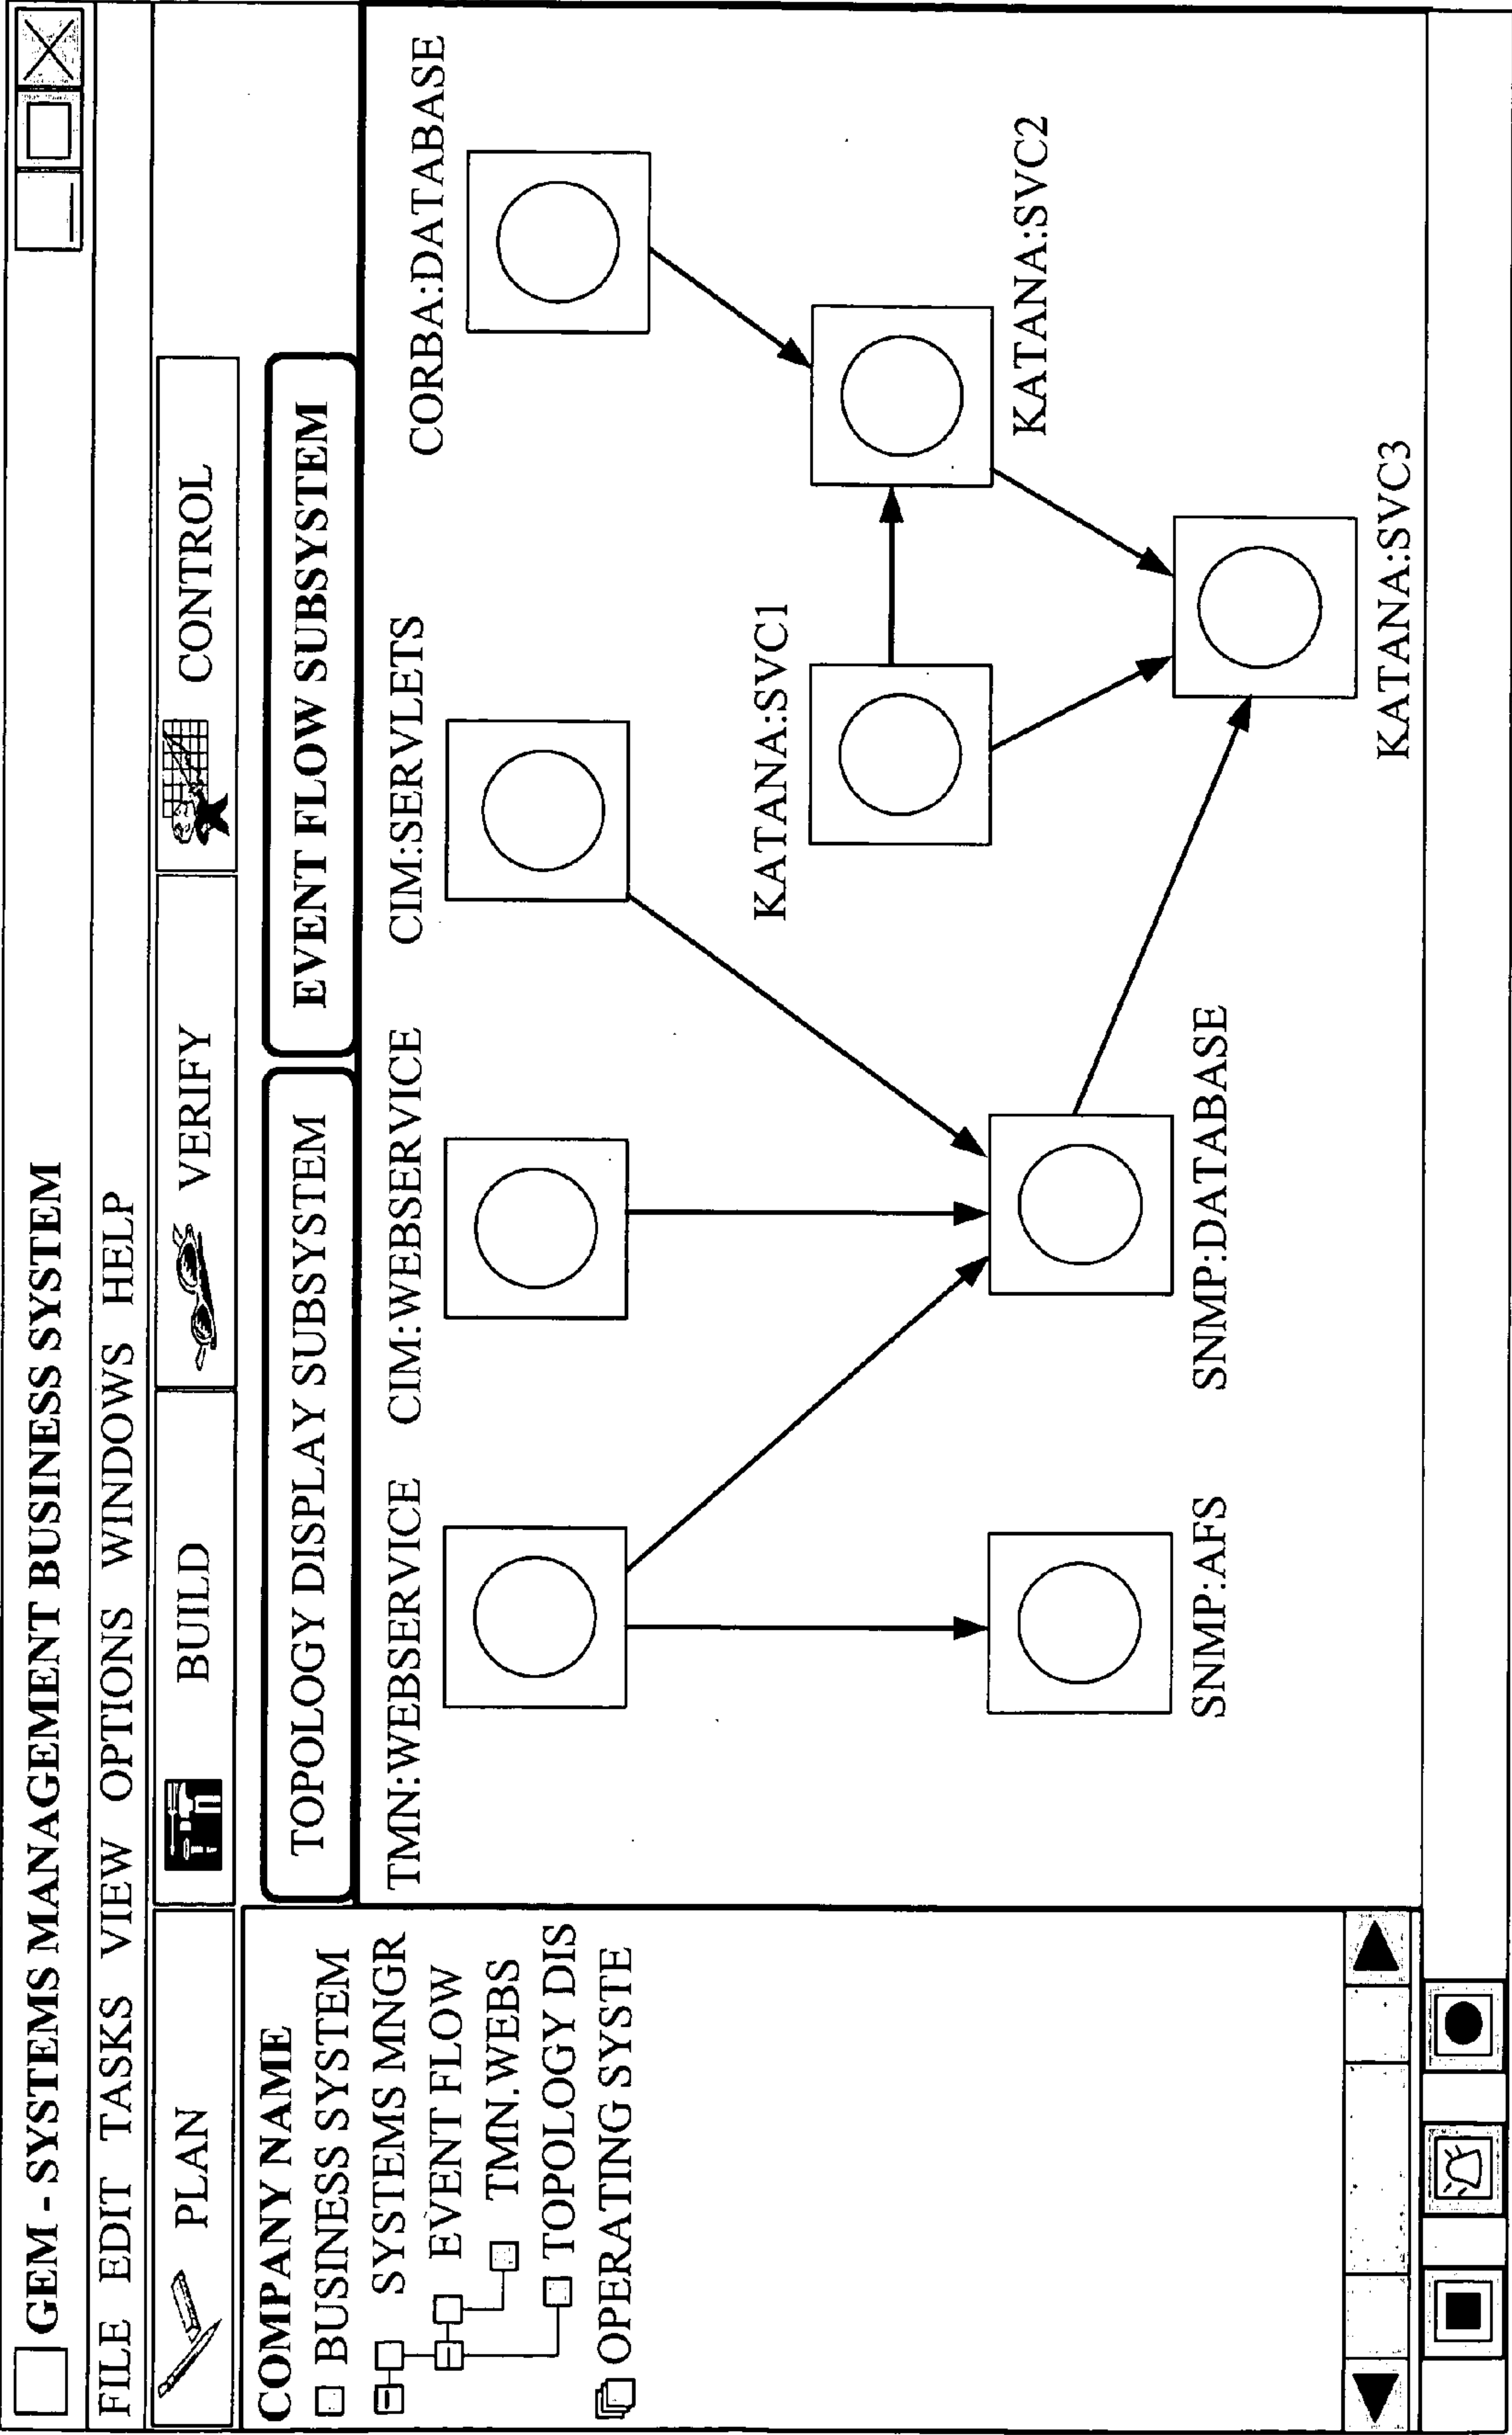 GEM - SYSTEMS MANAGEMENT BUSINESS SYSTEM
FILE EDIT TASKS VIEW OPTIONS WINDOWS HELP
PLAN BUILD VERIFY CONTROL
TOPOLOGY DISPLAY SUBSYSTEM EVENT FLOW SUBSYSTEM
COMPANY NAME
BUSINESS SYSTEM
SYSTEMS MNGR
EVENT FLOW
TMN.WEBS
TOPOLOGY DIS
OPERATING SYSTE
TMN:WEBSERVICE CIM:WEBSERVICE CIM:SERVLETS CORBA:DATABASE
KATANA:SVC1
KATANA:SVC2
SNMP:AFS SNMP:DATABASE
KATANA:SVC3